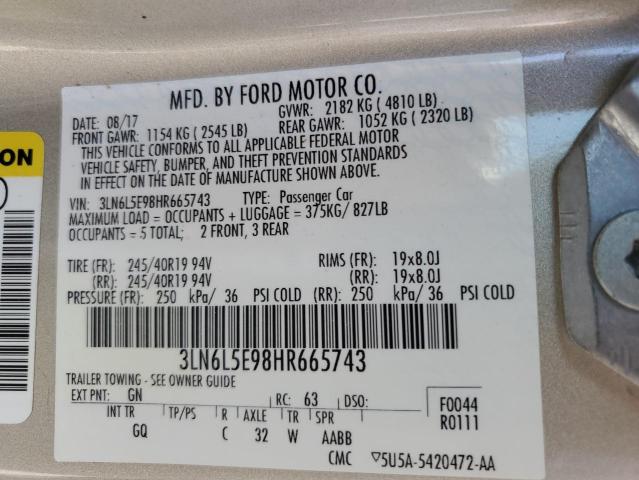 MFD. BY FORD MOTOR CO.
DATE: 08/17 GVWR: 2182 KG ( 4810 LB)
FRONT GAWR: 1154 KG ( 2545 LB) REAR GAWR: 1052 KG ( 2320 LB)
THIS VEHICLE CONFORMS TO ALL APPLICABLE FEDERAL MOTOR
VEHICLE SAFETY, BUMPER, AND THEFT PREVENTION STANDARDS
IN EFFECT ON THE DATE OF MANUFACTURE SHOWN ABOVE.
VIN: 3LN6L5E98HR665743 TYPE: Passenger Car
MAXIMUM LOAD = OCCUPANTS + LUGGAGE = 375KG/ 827LB
OCCUPANTS = 5 TOTAL: 2 FRONT, 3 REAR
TIRE (FR): 245/40R19 94V RIMS (FR): 19x8.0J
(RR): 245/40R19 94V (RR): 19x8.0J
PRESSURE (FR): 250 kPa/ 36 PSI COLD (RR): 250 kPa/ 36 PSI COLD
3LN6L5E98HR665743
TRAILER TOWING - SEE OWNER GUIDE
EXT PNT: GN RC: 63 DSO: F0044
INT TR TP/PS R AXLE TR SPR R0111
GQ C 32 W AABB
CMC ▽5U5A-5420472-AA